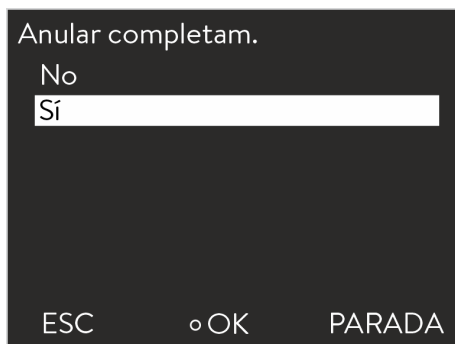 Anular completam.
No
Sí
ESC ◦ OK PARADA